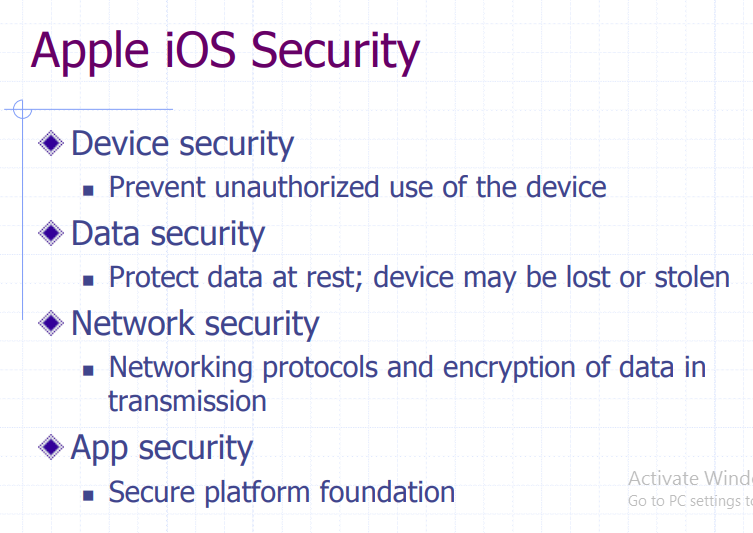 Apple iOS Security
Device security
Prevent unauthorized use of the device
Data security
Protect data at rest; device may be lost or stolen
Network security
Networking protocols and encryption of data in
transmission
App security
Secure platform foundation
Activate Wind
Go to PC settings to